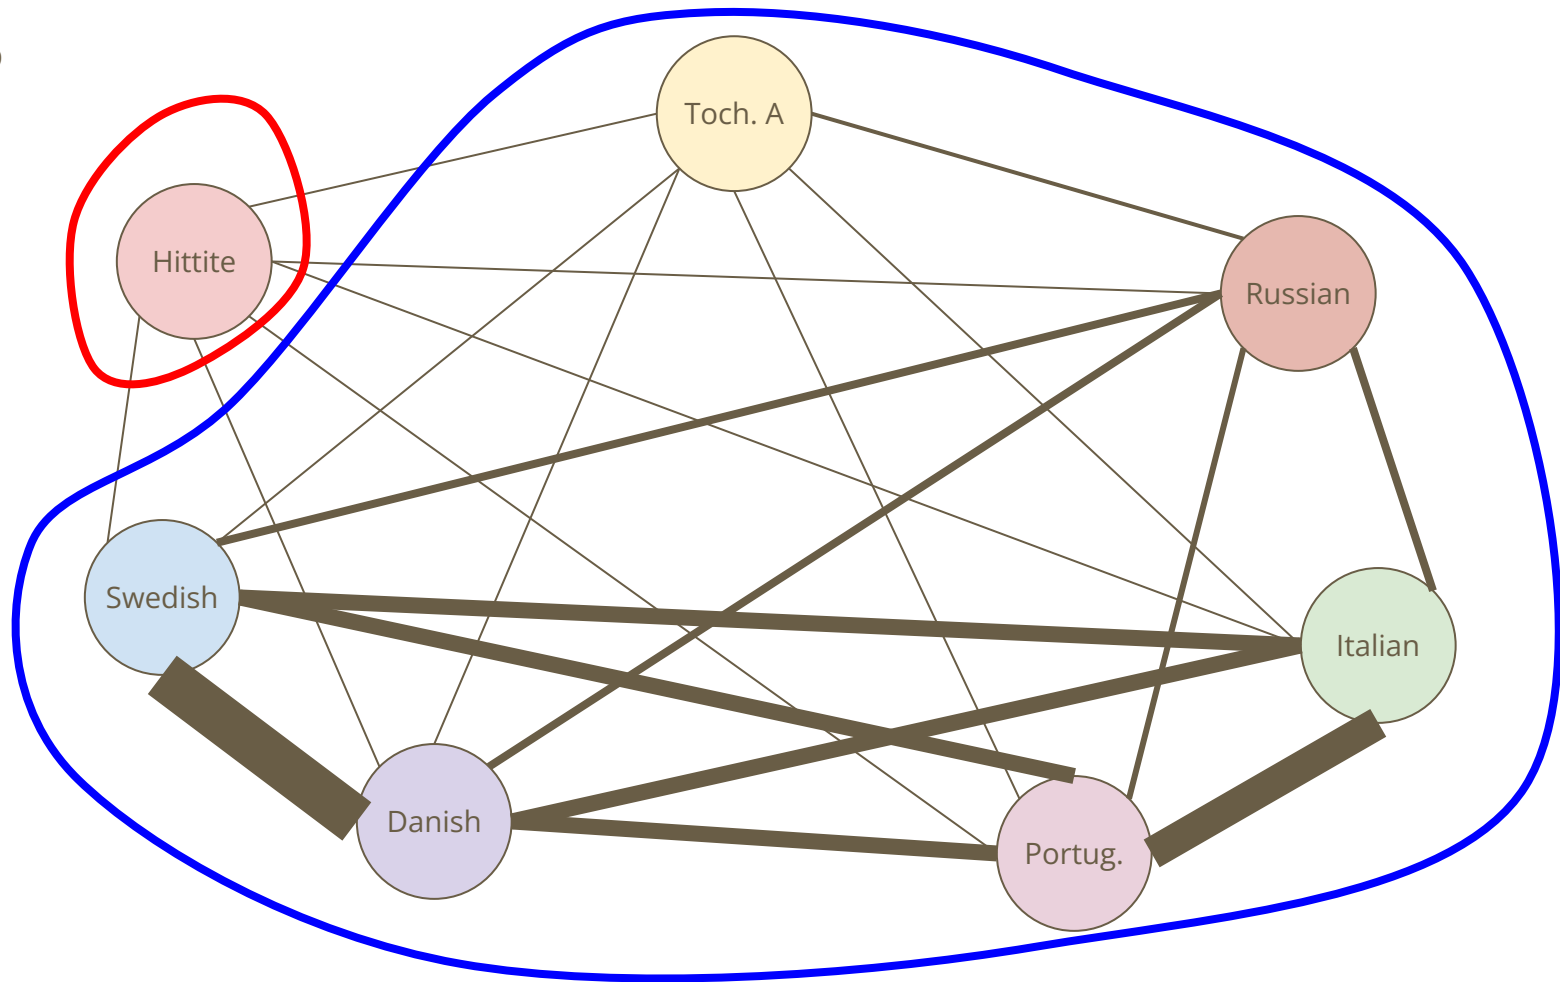 Toch. A
Hittite
Russian
Swedish
Italian
Danish
Portug.